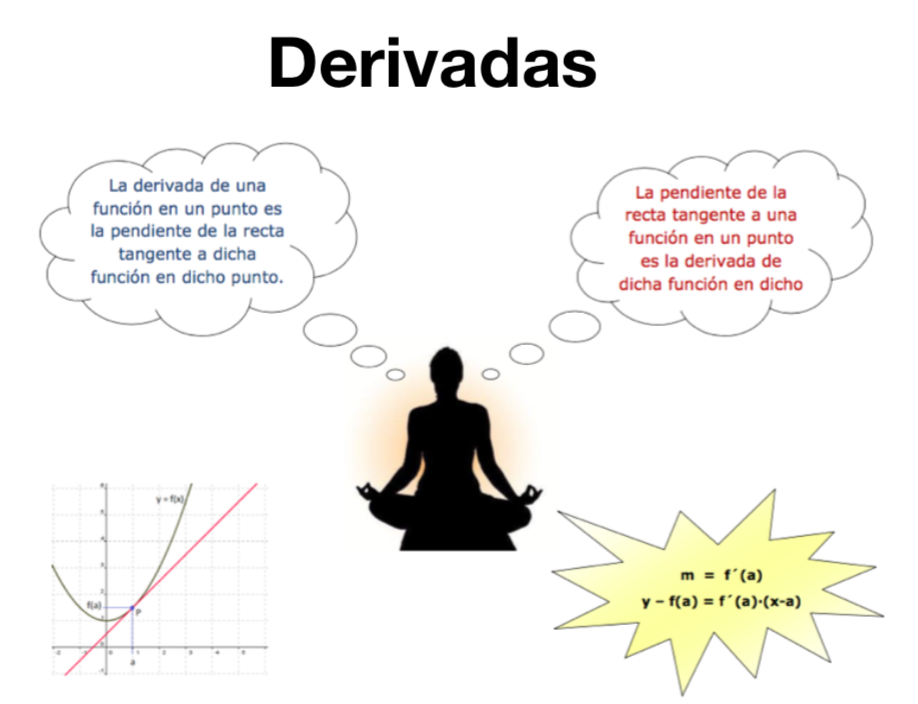 Derivadas
La derivada de una
función en un punto es
la pendiente de la recta
tangente a dicha
función en dicho punto.
La pendiente de la
recta tangente a una
función en un punto
es la derivada de
dicha función en dicho
y = f(x)
f(a)
P
a
m = f´(a)
y – f(a) = f´(a)·(x-a)